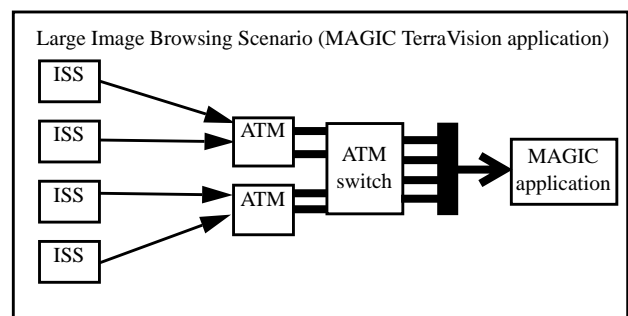 Large Image Browsing Scenario (MAGIC TerraVision application)
ISS
ISS
ISS
ISS
ATM
ATM
ATM
switch
MAGIC
application